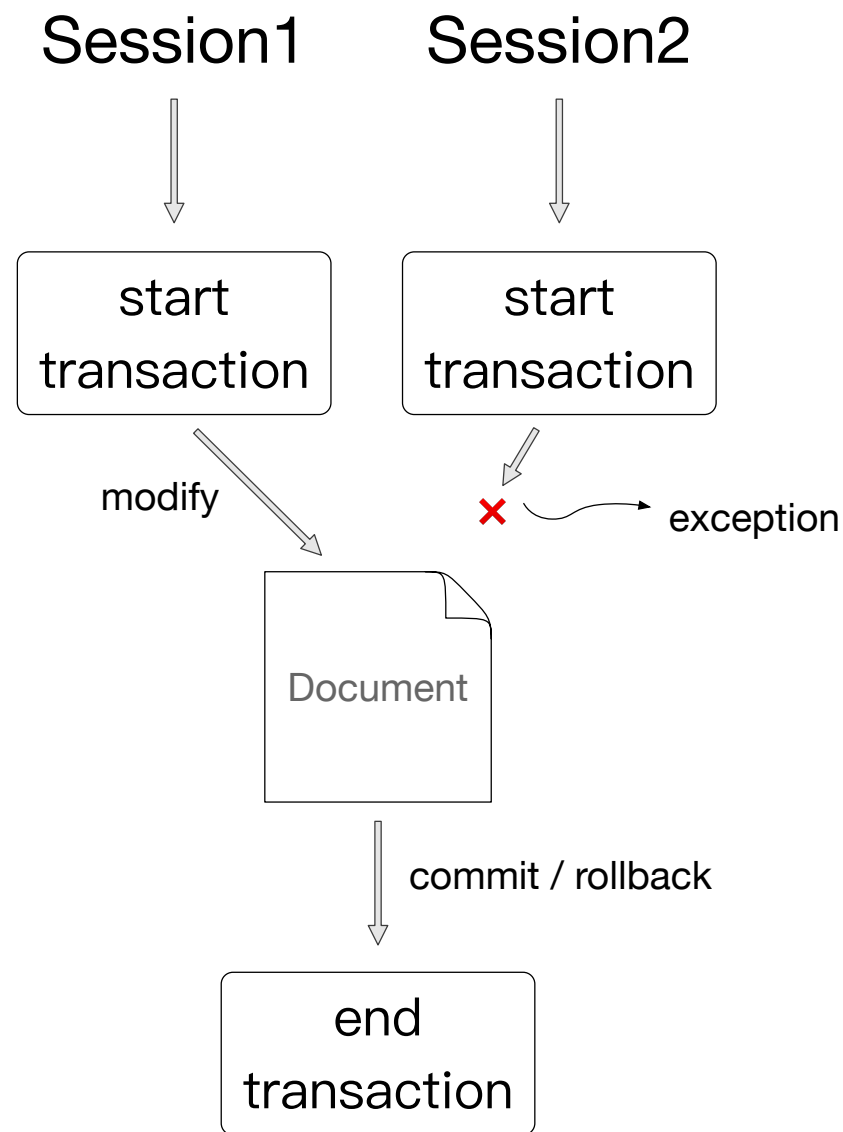 Session1
Session2
start
transaction
start
transaction
modify
exception
Document
commit / rollback
end
transaction